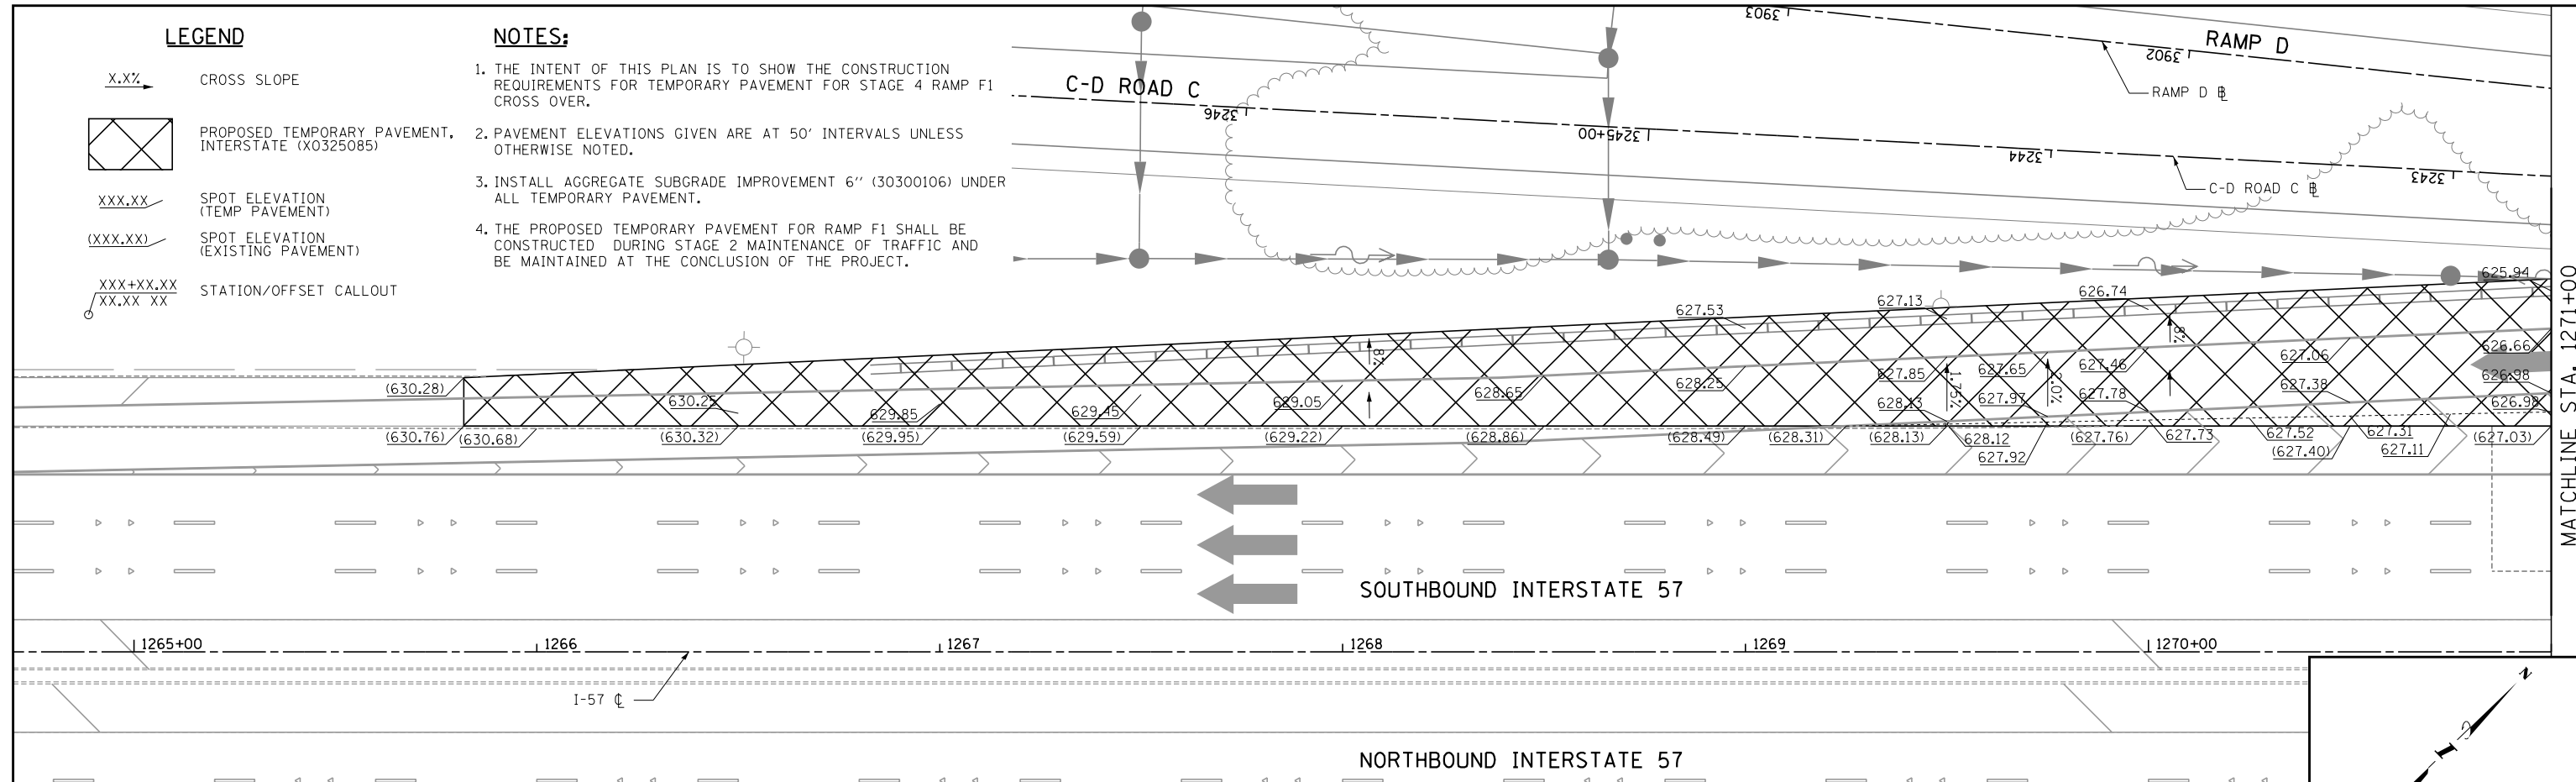 LEGEND
X.X%
CROSS SLOPE
PROPOSED TEMPORARY PAVEMENT,
INTERSTATE (X0325085)
XXX.XX
SPOT ELEVATION
(TEMP PAVEMENT)
(XXX.XX)
SPOT ELEVATION
(EXISTING PAVEMENT)
XXX+XX.XX
XX.XX XX
STATION/OFFSET CALLOUT
NOTES:
1. THE INTENT OF THIS PLAN IS TO SHOW THE CONSTRUCTION
REQUIREMENTS FOR TEMPORARY PAVEMENT FOR STAGE 4 RAMP F1
CROSS OVER.
2. PAVEMENT ELEVATIONS GIVEN ARE AT 50' INTERVALS UNLESS
OTHERWISE NOTED.
3. INSTALL AGGREGATE SUBGRADE IMPROVEMENT 6'' (30300106) UNDER
ALL TEMPORARY PAVEMENT.
4. THE PROPOSED TEMPORARY PAVEMENT FOR RAMP F1 SHALL BE
CONSTRUCTED DURING STAGE 2 MAINTENANCE OF TRAFFIC AND
BE MAINTAINED AT THE CONCLUSION OF THE PROJECT.
3903
3902
RAMP D
RAMP D ⅊
C-D ROAD C
3246
3245+00
3244
3243
C-D ROAD C ⅊
625.94
626.74
627.13
627.53
626.66
627.06
627.46
627.65
627.85
628.25
628.65
629.05
629.45
629.85
630.25
(630.28)
8%
8%
1.75%
2.0%
626.98
627.38
627.78
627.97
628.13
626.98
(630.76)
(630.68)
(630.32)
(629.95)
(629.59)
(629.22)
(628.86)
(628.49)
(628.31)
(628.13)
628.12
627.92
(627.76)
627.73
627.52
(627.40)
627.31
627.11
(627.03)
MATCHLINE STA. 1271+00
SOUTHBOUND INTERSTATE 57
1265+00
1266
1267
1268
1269
1270+00
I-57 ℄
NORTHBOUND INTERSTATE 57
N